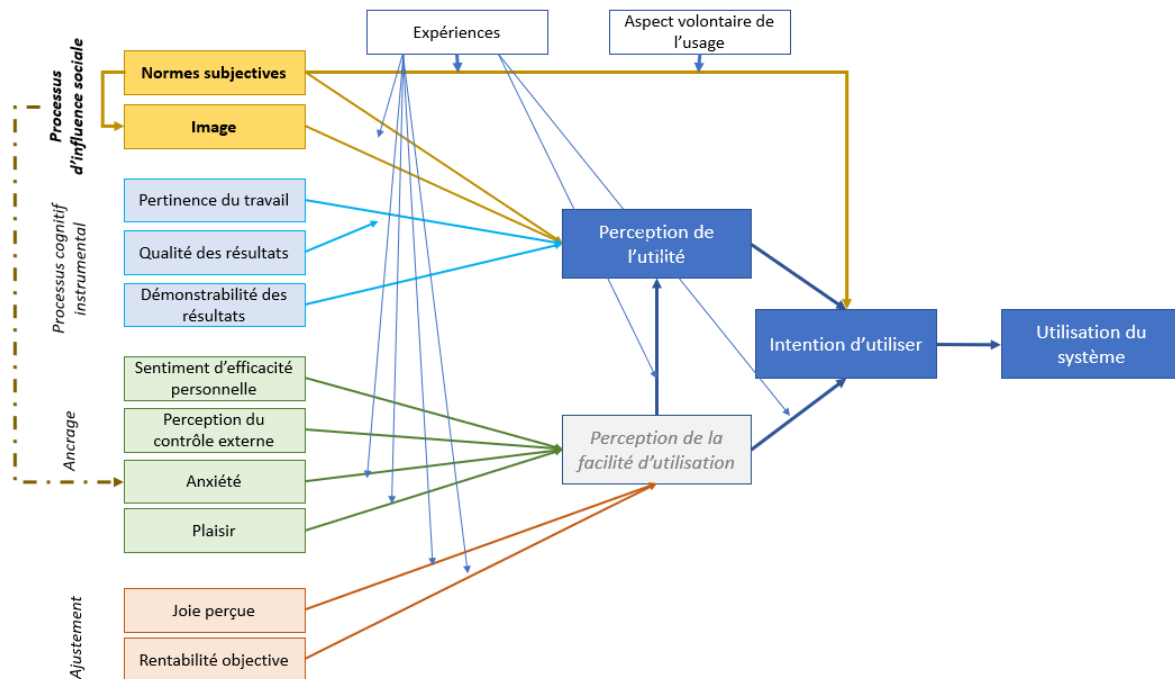 Expériences
Aspect volontaire de
l'usage
Processus
d'influence sociale
Normes subjectives
Image
Processus cognitif
instrumental
Pertinence du travail
Qualité des résultats
Démonstrabilité des
résultats
Perception de
l'utilité
Intention d'utiliser
Utilisation du
système
Ancrage
Sentiment d'efficacité
personnelle
Perception du
contrôle externe
Anxiété
Plaisir
Perception de la
facilité d'utilisation
Ajustement
Joie perçue
Rentabilité objective